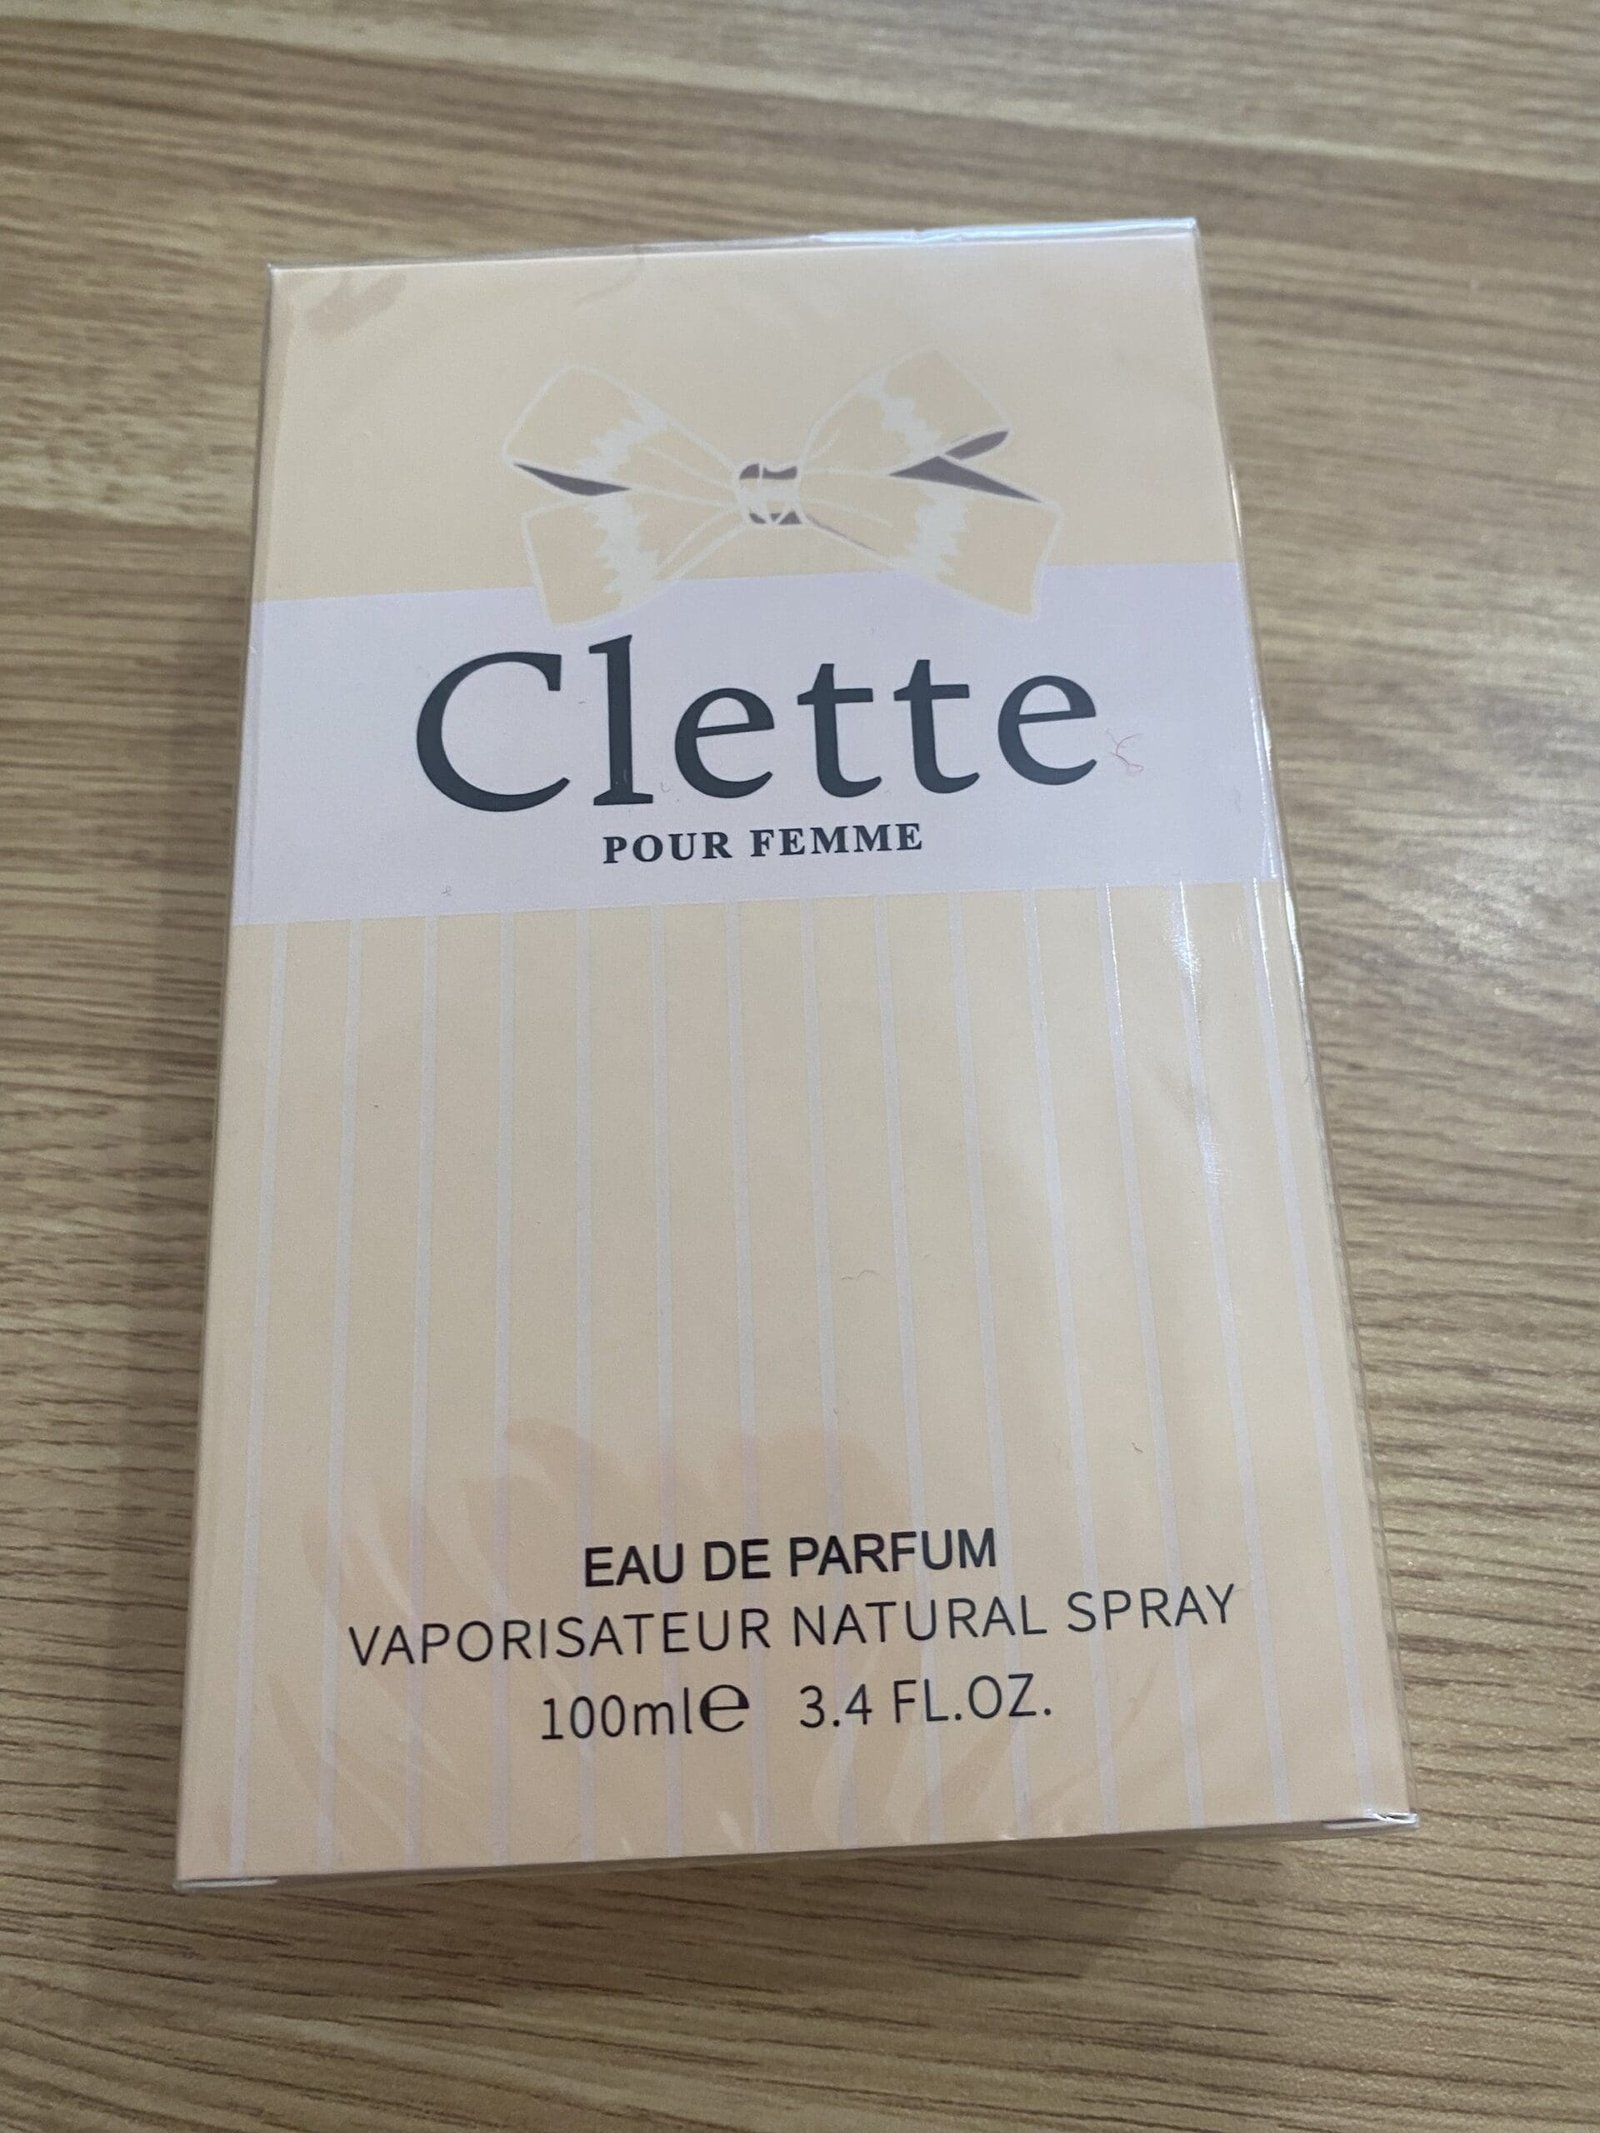 Clette
POUR FEMME
EAU DE PARFUM
VAPORISATEUR NATURAL SPRAY
100ml℮ 3.4 FL.OZ.